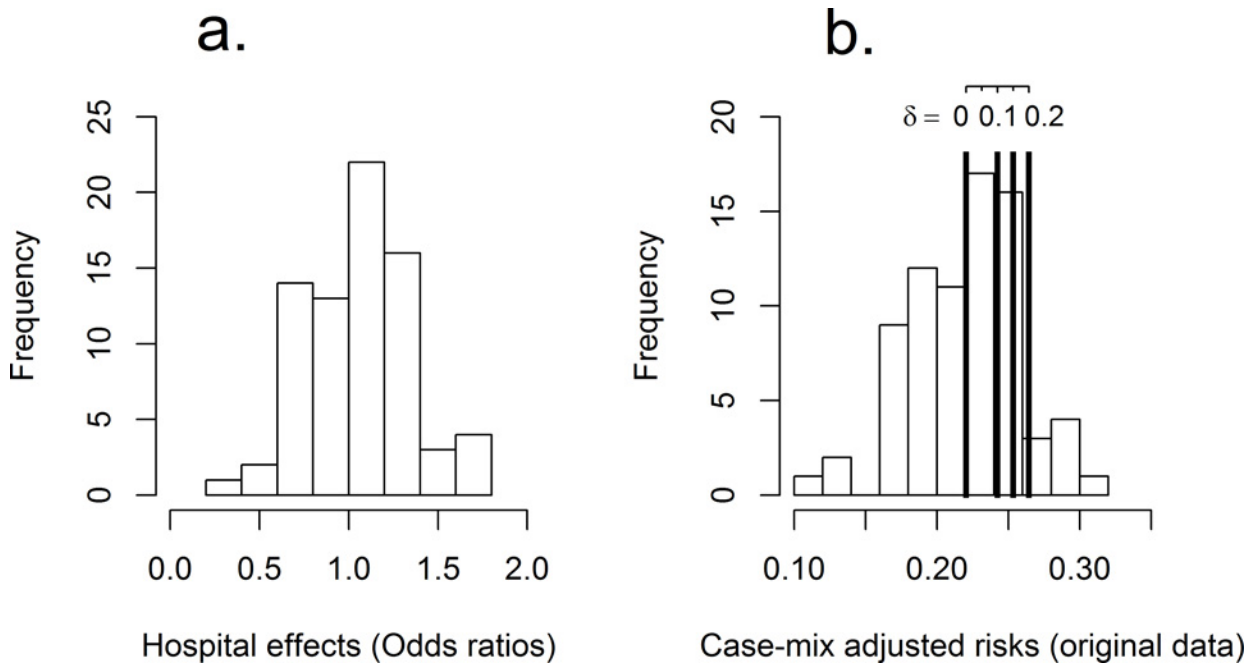 a.
Frequency
25
20
15
10
5
0
0.0 0.5 1.0 1.5 2.0
Hospital effects (Odds ratios)
b.
δ = 0 0.1 0.2
Frequency
20
15
10
5
0
0.10 0.20 0.30
Case-mix adjusted risks (original data)